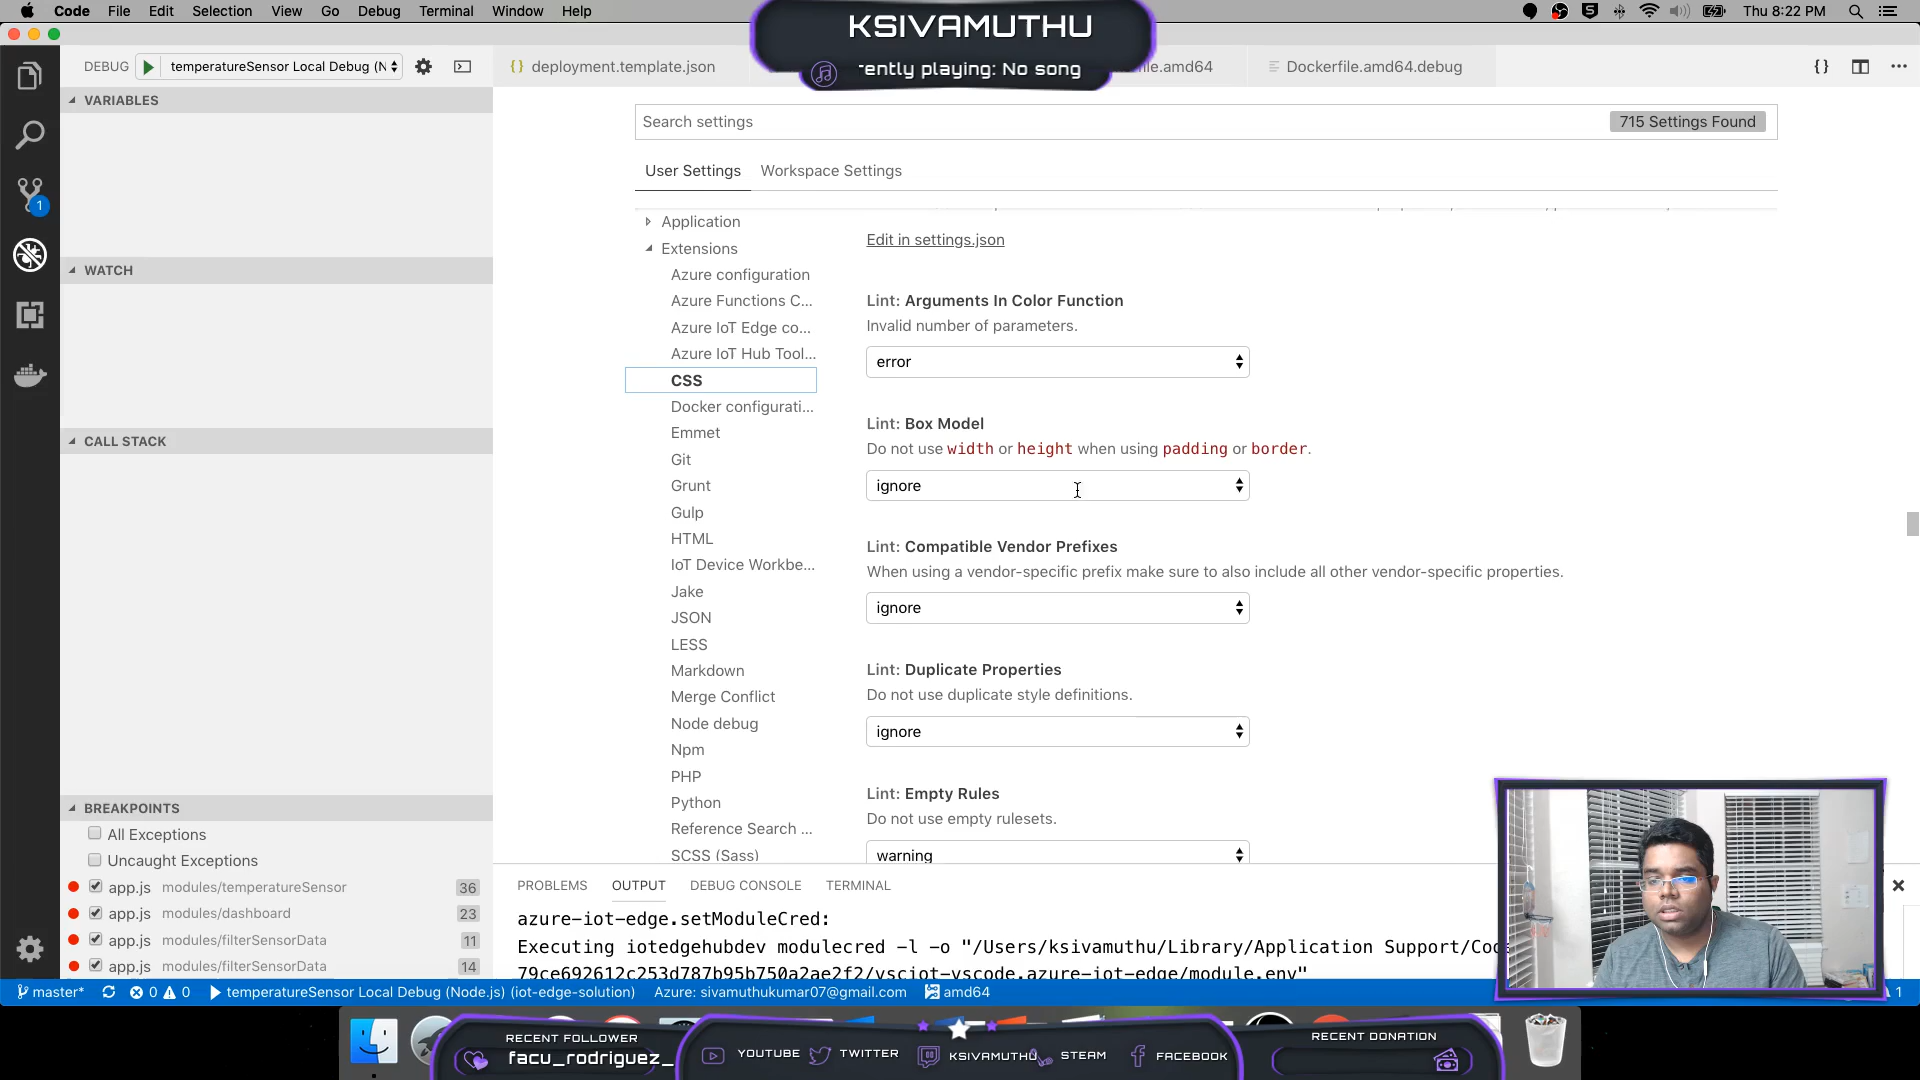 Code File Edit Selection View Go Debug Terminal Window Help
Thu 8:22 PM
KSIVAMUTHU
rently playing: No song
DEBUG temperatureSensor Local Debug (N
deployment.template.json
ile.amd64
Dockerfile.amd64.debug
VARIABLES
WATCH
CALL STACK
BREAKPOINTS
All Exceptions
Uncaught Exceptions
app.js modules/temperatureSensor 36
app.js modules/dashboard 23
app.js modules/filterSensorData 11
app.js modules/filterSensorData 14
1
Search settings
715 Settings Found
User Settings Workspace Settings
Application
Extensions
Azure configuration
Azure Functions C...
Azure IoT Edge co...
Azure IoT Hub Tool...
CSS
Docker configurati...
Emmet
Git
Grunt
Gulp
HTML
IoT Device Workbe...
Jake
JSON
LESS
Markdown
Merge Conflict
Node debug
Npm
PHP
Python
Reference Search ...
SCSS (Sass)
Edit in settings.json
Lint: Arguments In Color Function
Invalid number of parameters.
error
Lint: Box Model
Do not use width or height when using padding or border.
ignore
Lint: Compatible Vendor Prefixes
When using a vendor-specific prefix make sure to also include all other vendor-specific properties.
ignore
Lint: Duplicate Properties
Do not use duplicate style definitions.
ignore
Lint: Empty Rules
Do not use empty rulesets.
warning
PROBLEMS OUTPUT DEBUG CONSOLE TERMINAL
azure-iot-edge.setModuleCred:
Executing iotedgehubdev modulecred -l -o "/Users/ksivamuthu/Library/Application Support/Cod
79ce692612c253d787b95b750a2ae2f2/vsciot-vscode.azure-iot-edge/module.env"
master* 0 0 temperatureSensor Local Debug (Node.js) (iot-edge-solution) Azure: sivamuthukumar07@gmail.com amd64 1
RECENT FOLLOWER
facu_rodriguez_
YOUTUBE TWITTER KSIVAMUTHU STEAM FACEBOOK
RECENT DONATION